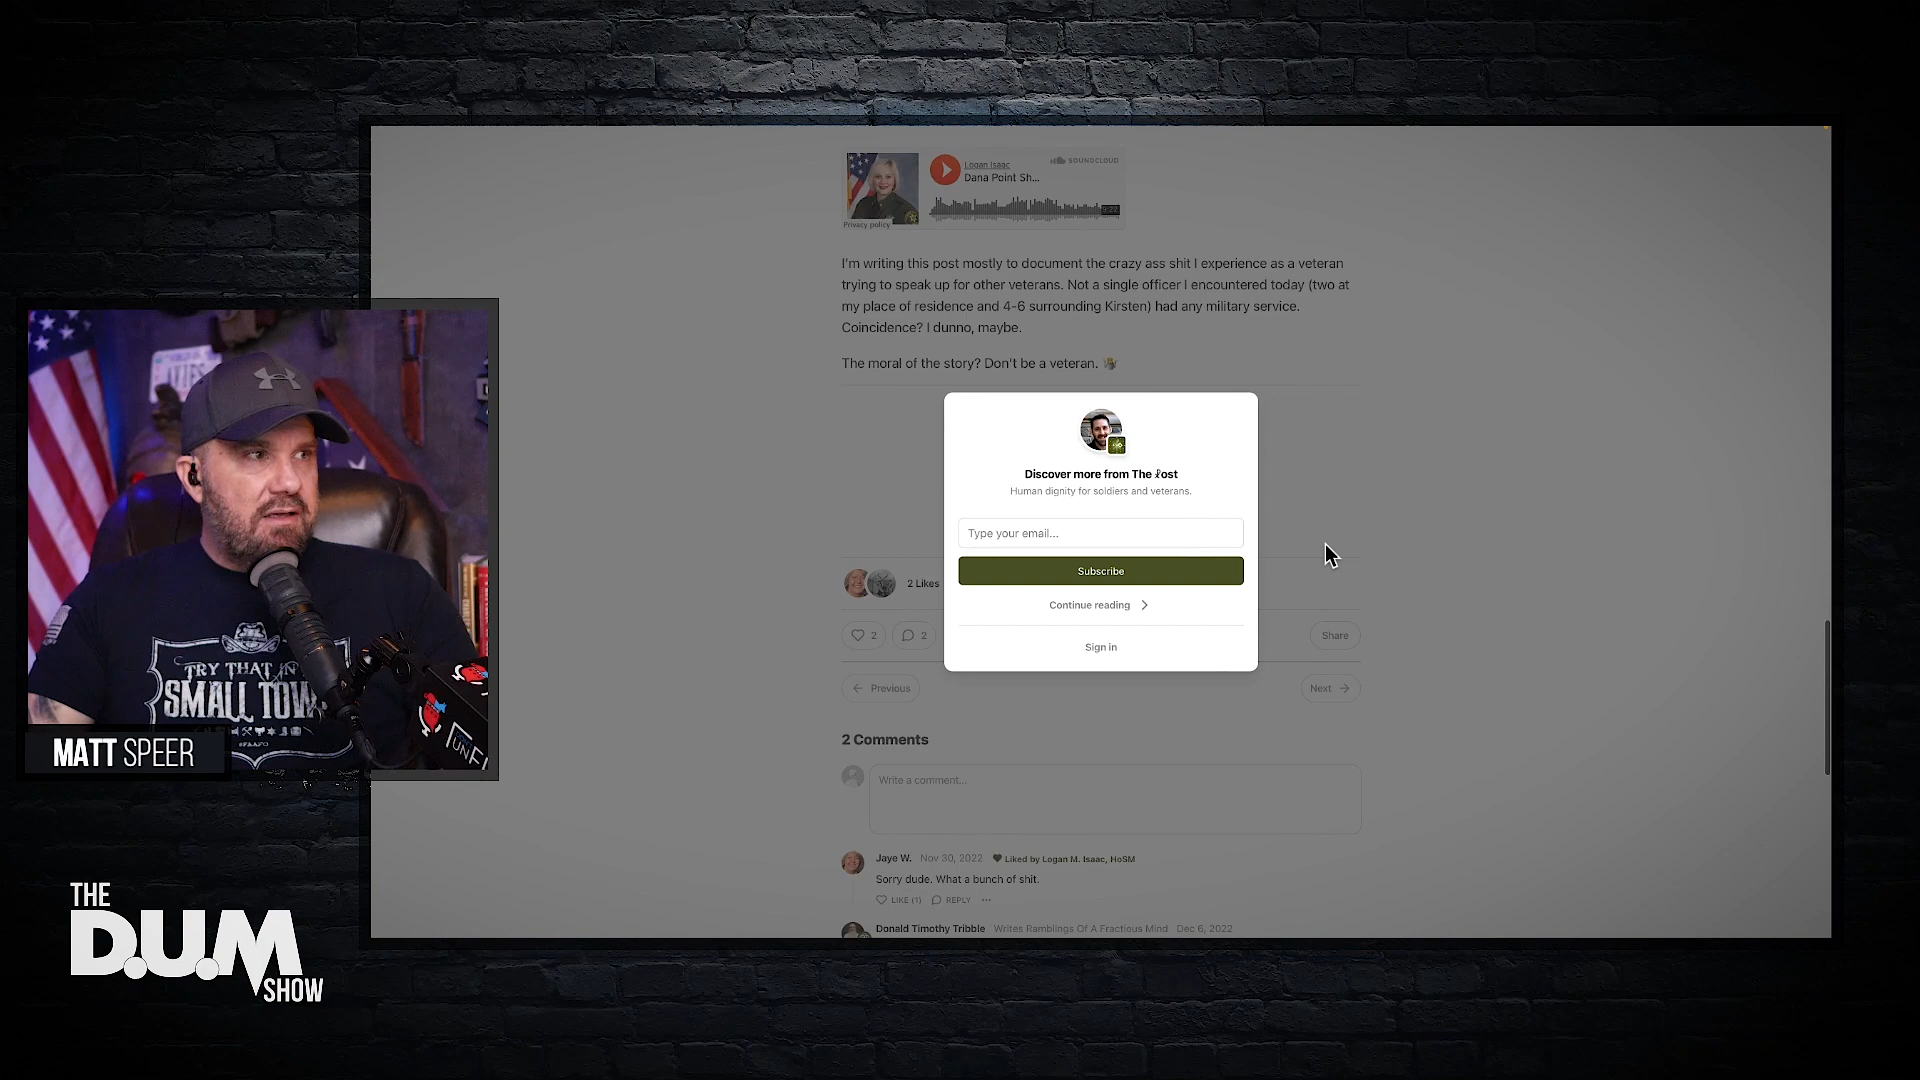 Logan Isaac
SOUNDCLOUD
Dana Point Sh...
Privacy policy
I'm writing this post mostly to document the crazy ass shit I experience as a veteran
trying to speak up for other veterans. Not a single officer I encountered today (two at
my place of residence and 4-6 surrounding Kirsten) had any military service.
Coincidence? I dunno, maybe.
The moral of the story? Don't be a veteran.
Discover more from The ℓost
Human dignity for soldiers and veterans.
Type your email...
Subscribe
Continue reading
Sign in
2 Likes
2
2
Share
Previous
Next
2 Comments
Write a comment...
Jaye W. Nov 30, 2022 Liked by Logan M. Isaac, HoSM
Sorry dude. What a bunch of shit.
LIKE (1) REPLY ...
Donald Timothy Tribble Writes Ramblings Of A Fractious Mind Dec 6, 2022
TRY THAT IN
SMALL TOW
#FAAFO
UNF
MATT SPEER
THE
D.U.M
SHOW